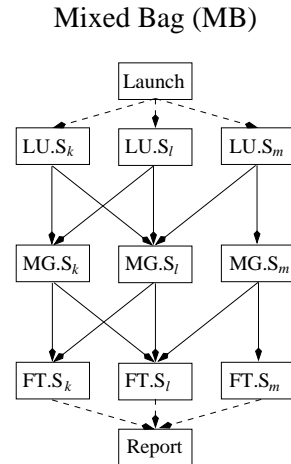 Mixed Bag (MB)
Launch
LU.Sₖ LU.Sₗ LU.Sₘ
MG.Sₖ MG.Sₗ MG.Sₘ
FT.Sₖ FT.Sₗ FT.Sₘ
Report